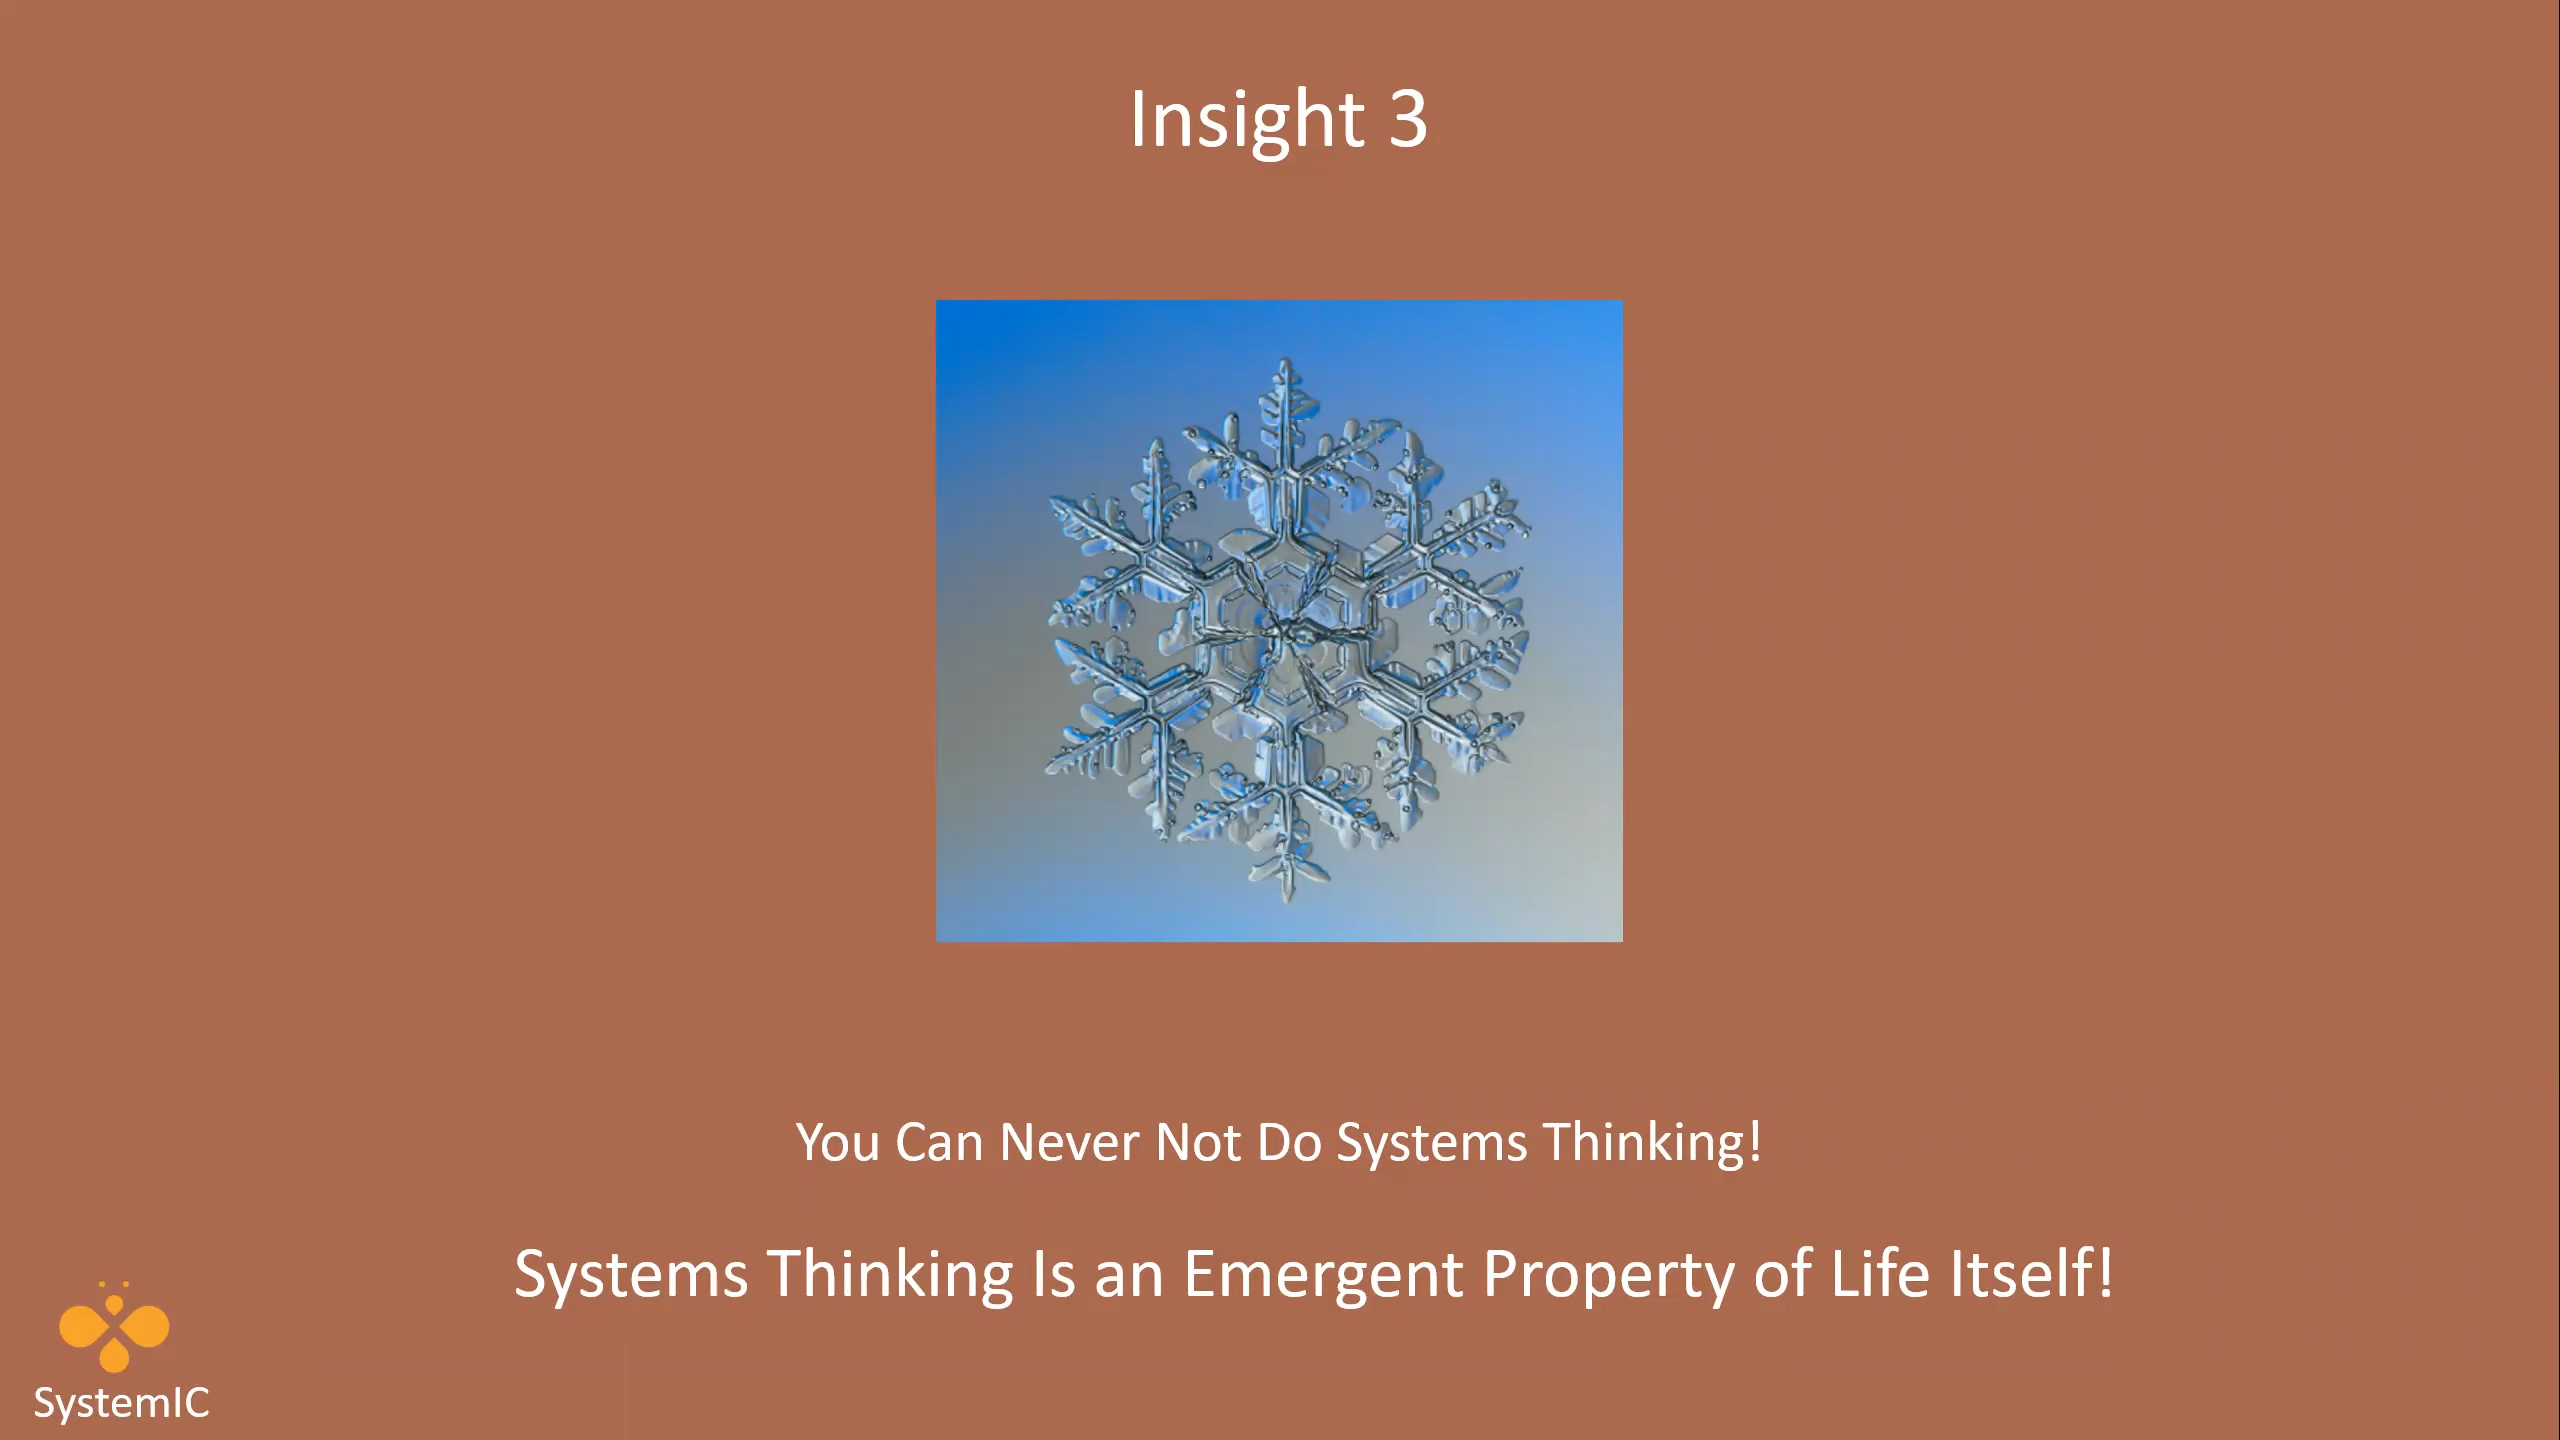 Insight 3
You Can Never Not Do Systems Thinking!
Systems Thinking Is an Emergent Property of Life Itself!
SystemIC